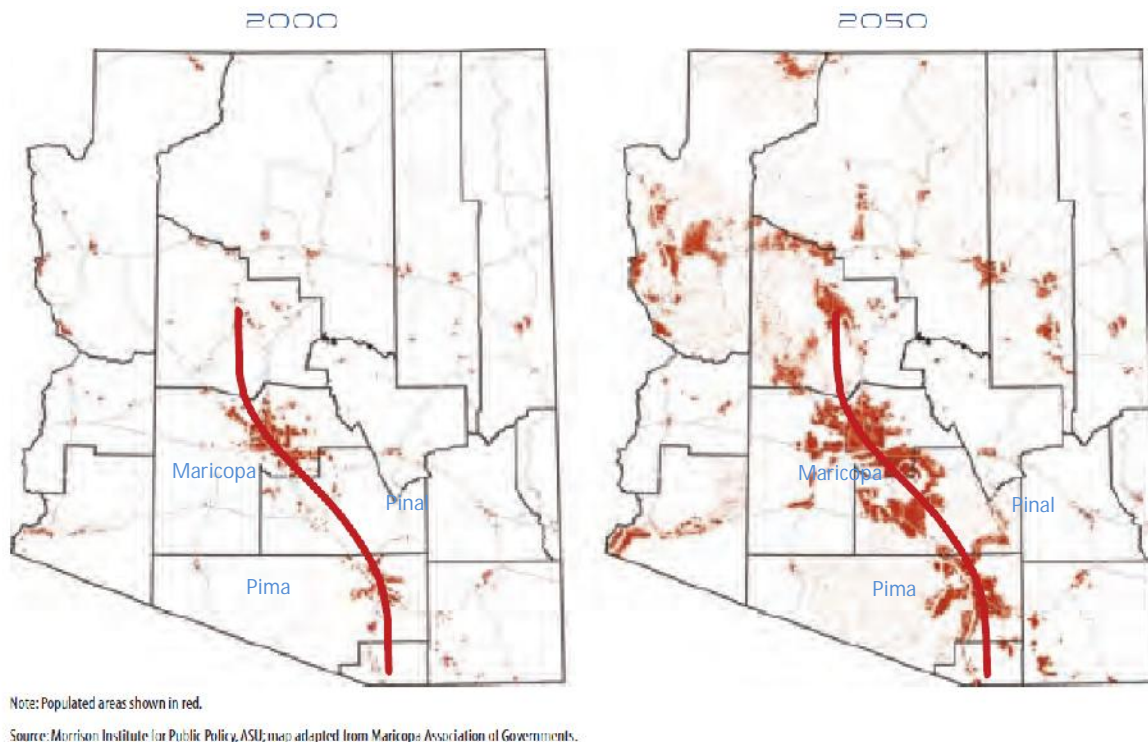 2000
2050
Maricopa
Pinal
Pima
Maricopa
Pinal
Pima
Note: Populated areas shown in red.
Source: Morrison Institute for Public Policy, ASU; map adapted from Maricopa Association of Governments.